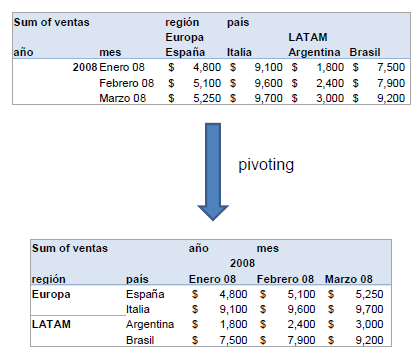 Sum of ventas región país
Europa LATAM
año mes España Italia Argentina Brasil
2008 Enero 08 $ 4,800 $ 9,100 $ 1,800 $ 7,500
Febrero 08 $ 5,100 $ 9,600 $ 2,400 $ 7,900
Marzo 08 $ 5,250 $ 9,700 $ 3,000 $ 9,200
pivoting
Sum of ventas año mes
2008
región país Enero 08 Febrero 08 Marzo 08
Europa España $ 4,800 $ 5,100 $ 5,250
Italia $ 9,100 $ 9,600 $ 9,700
LATAM Argentina $ 1,800 $ 2,400 $ 3,000
Brasil $ 7,500 $ 7,900 $ 9,200